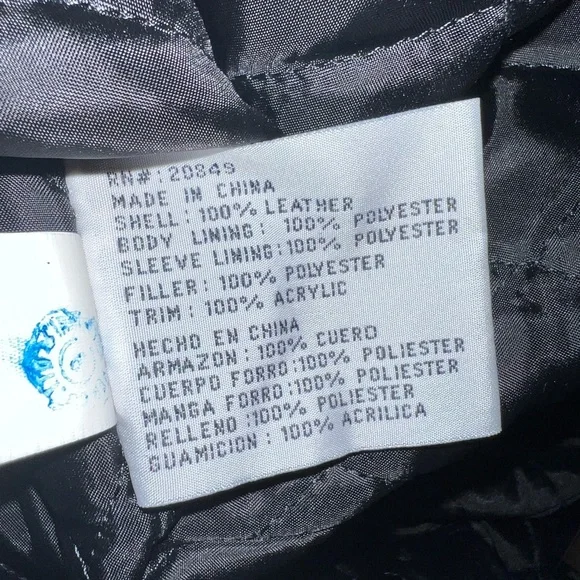 RN#:20849
MADE IN CHINA
SHELL:100% LEATHER
BODY LINING: 100% POLYESTER
SLEEVE LINING:100% POLYESTER
FILLER:100% POLYESTER
TRIM:100% ACRYLIC
HECHO EN CHINA
ARMAZON:100% CUERO
CUERPO FORRO:100% POLIESTER
MANGA FORRO:100% POLIESTER
RELLENO:100% POLIESTER
GUAMICION:100% ACRILICA